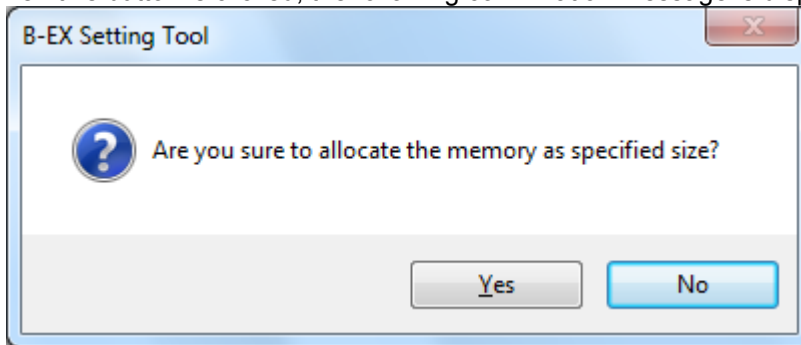 B-EX Setting Tool
Are you sure to allocate the memory as specified size?
Yes
No